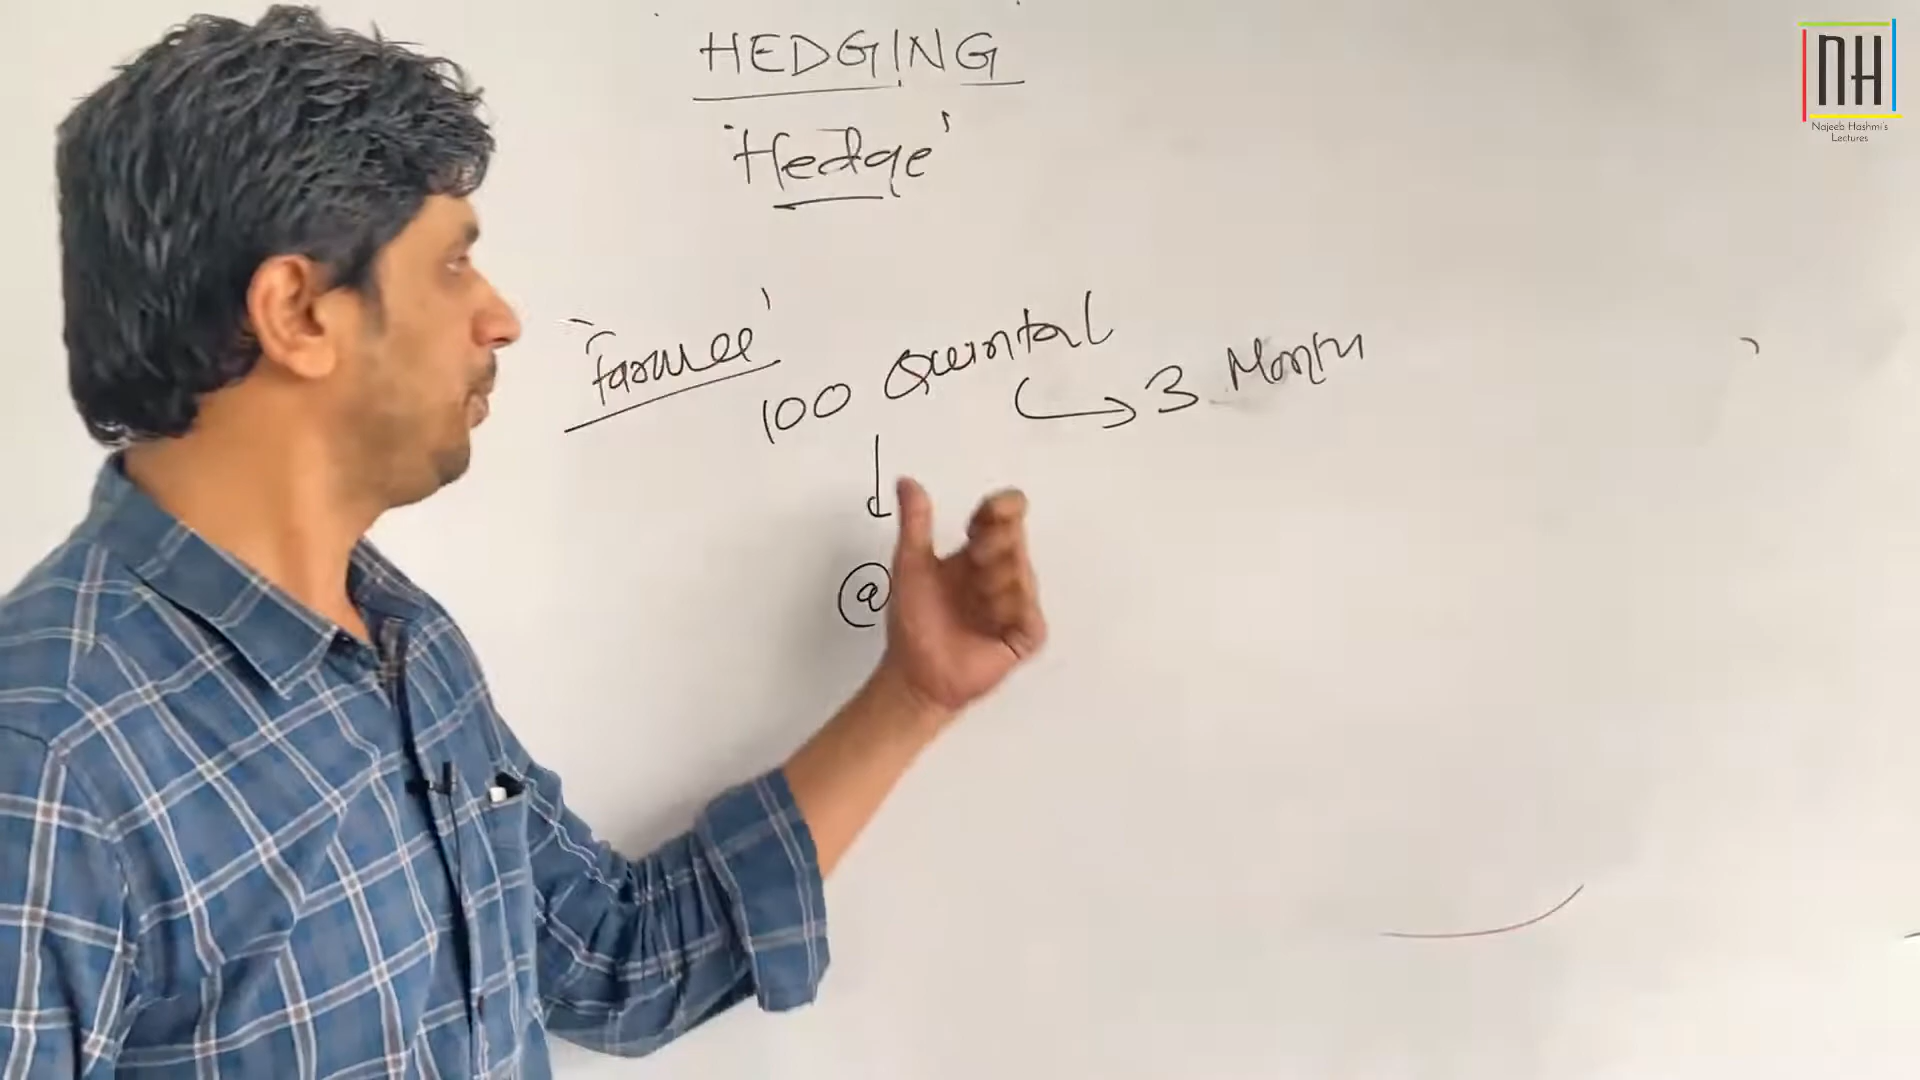 HEDGING
'Hedge'
'Farmer'
100 Quintal
3 Month
@
NH
Najeeb Hashmi's
Lectures